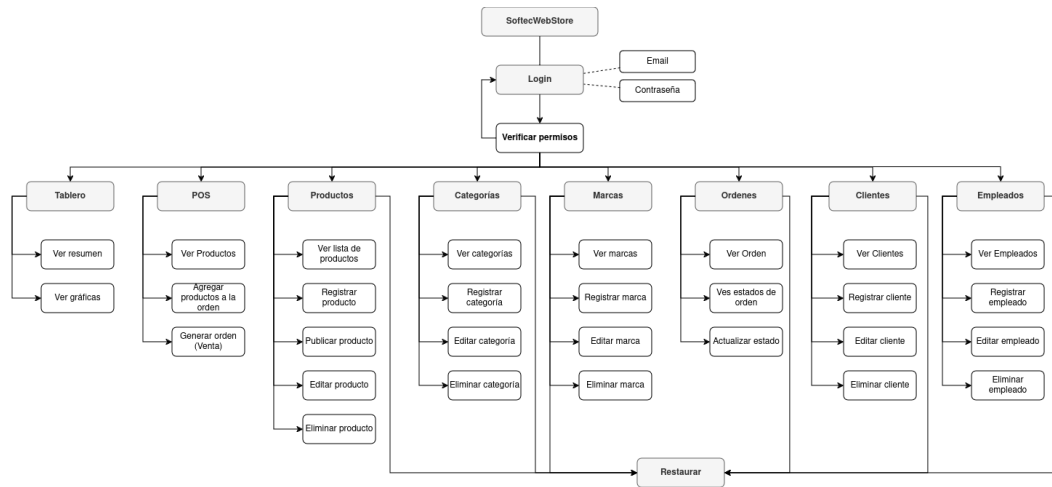 SoftecWebStore
Login
Email
Contraseña
Verificar permisos
Tablero
POS
Productos
Categorías
Marcas
Ordenes
Clientes
Empleados
Ver resumen
Ver gráficas
Ver Productos
Agregar
productos a la
orden
Generar orden
(Venta)
Ver lista de
productos
Registrar
producto
Publicar producto
Editar producto
Eliminar producto
Ver categorías
Registrar
categoría
Editar categoría
Eliminar categoría
Ver marcas
Registrar marca
Editar marca
Eliminar marca
Ver Orden
Ves estados de
orden
Actualizar estado
Ver Clientes
Registrar cliente
Editar cliente
Eliminar cliente
Ver Empleados
Registrar
empleado
Editar empleado
Eliminar
empleado
Restaurar